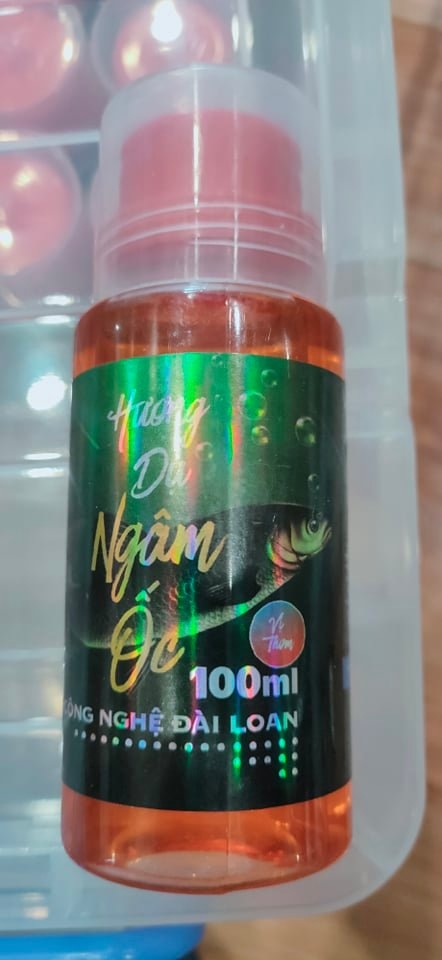 Hương
Dụ
Ngâm
Ốc
Vị
Thơm
100ml
CÔNG NGHỆ ĐÀI LOAN